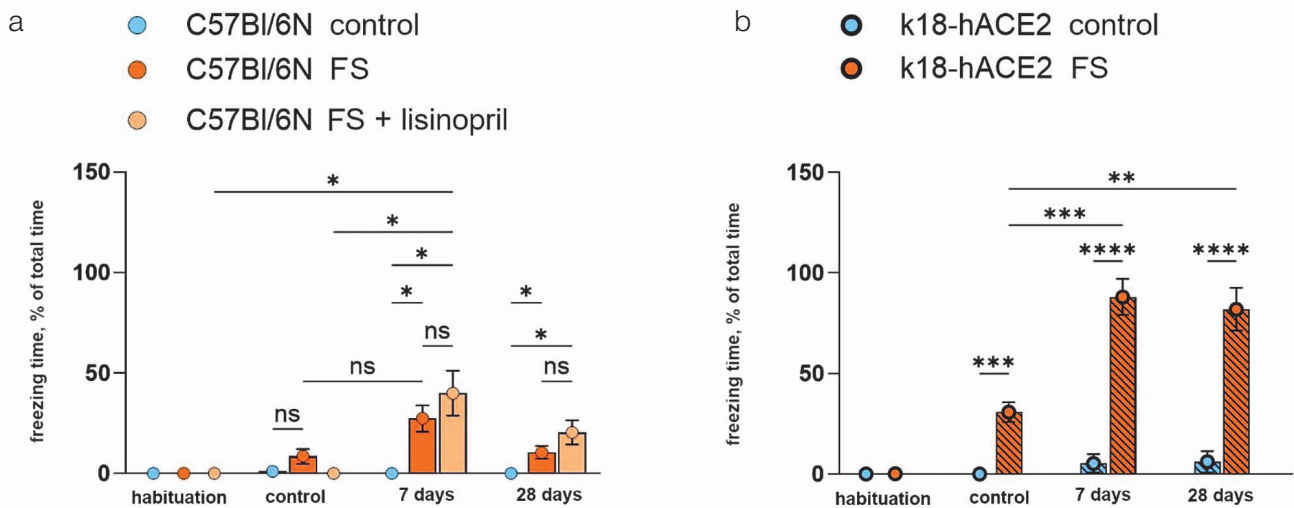 a
C57Bl/6N control
C57Bl/6N FS
C57Bl/6N FS + lisinopril
freezing time, % of total time
150
100
50
0
*
*
*
*
ns
ns
ns
*
*
ns
habituation control 7 days 28 days
b
k18-hACE2 control
k18-hACE2 FS
freezing time, % of total time
150
100
50
0
**
***
****
****
***
habituation control 7 days 28 days